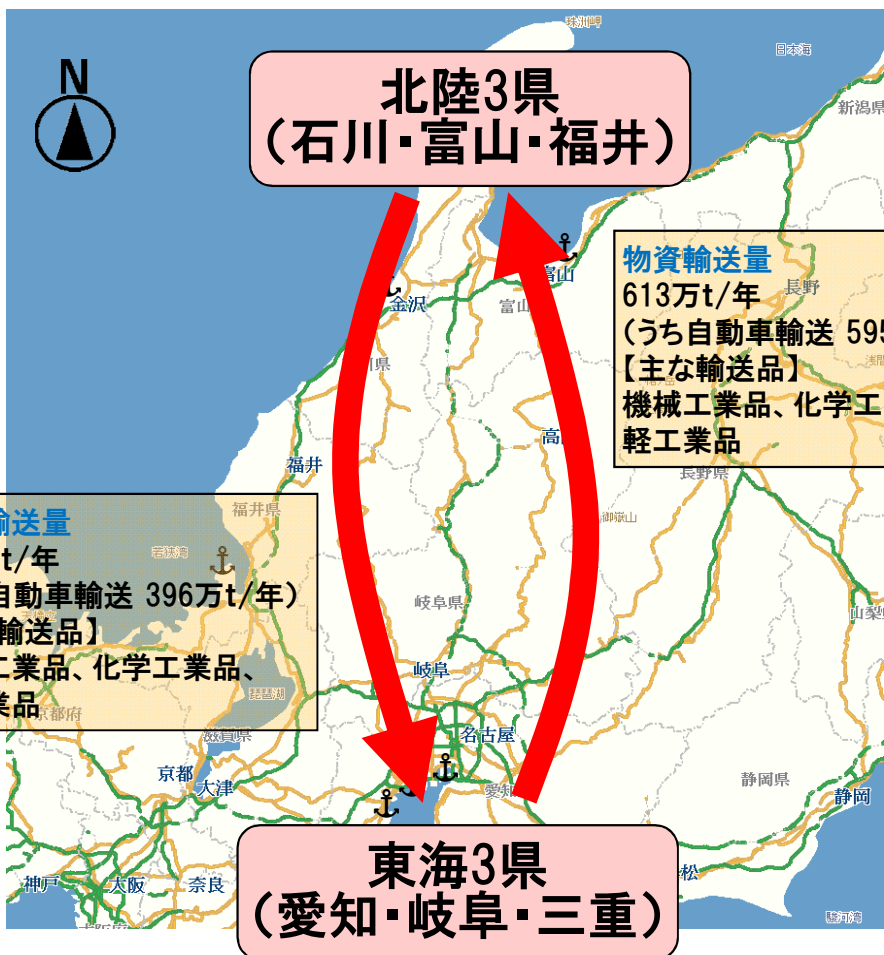 珠洲岬
日本海
N
北陸3県
（石川・富山・福井）
新潟県
物資輸送量
613万t/年
（うち自動車輸送 595
【主な輸送品】
機械工業品、化学工
軽工業品
長野
富山
金沢
富山
県
高
福井
長野県
福井県
御嶽山
輸送量
t/年
自動車輸送 396万t/年）
輸送品】
工業品、化学工業品、
業品
若狭湾
琵琶湖
京都府
岐阜県
山梨
岐阜
滋賀県
名古屋
京都
大津
愛知
静岡県
静岡
東海3県
（愛知・岐阜・三重）
松
神戸
大阪
奈良
駿河湾